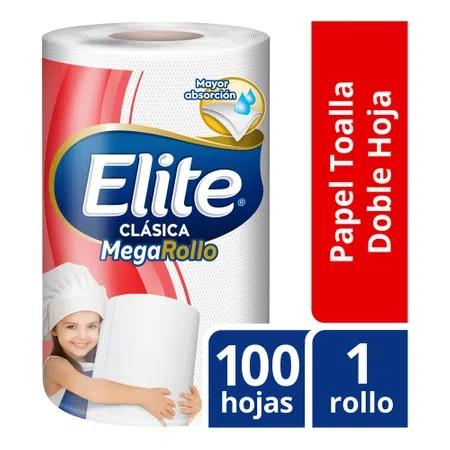 Mayor
absorción
Elite®
CLÁSICA
MegaRollo
Papel Toalla
Doble Hoja
100
hojas
1
rollo